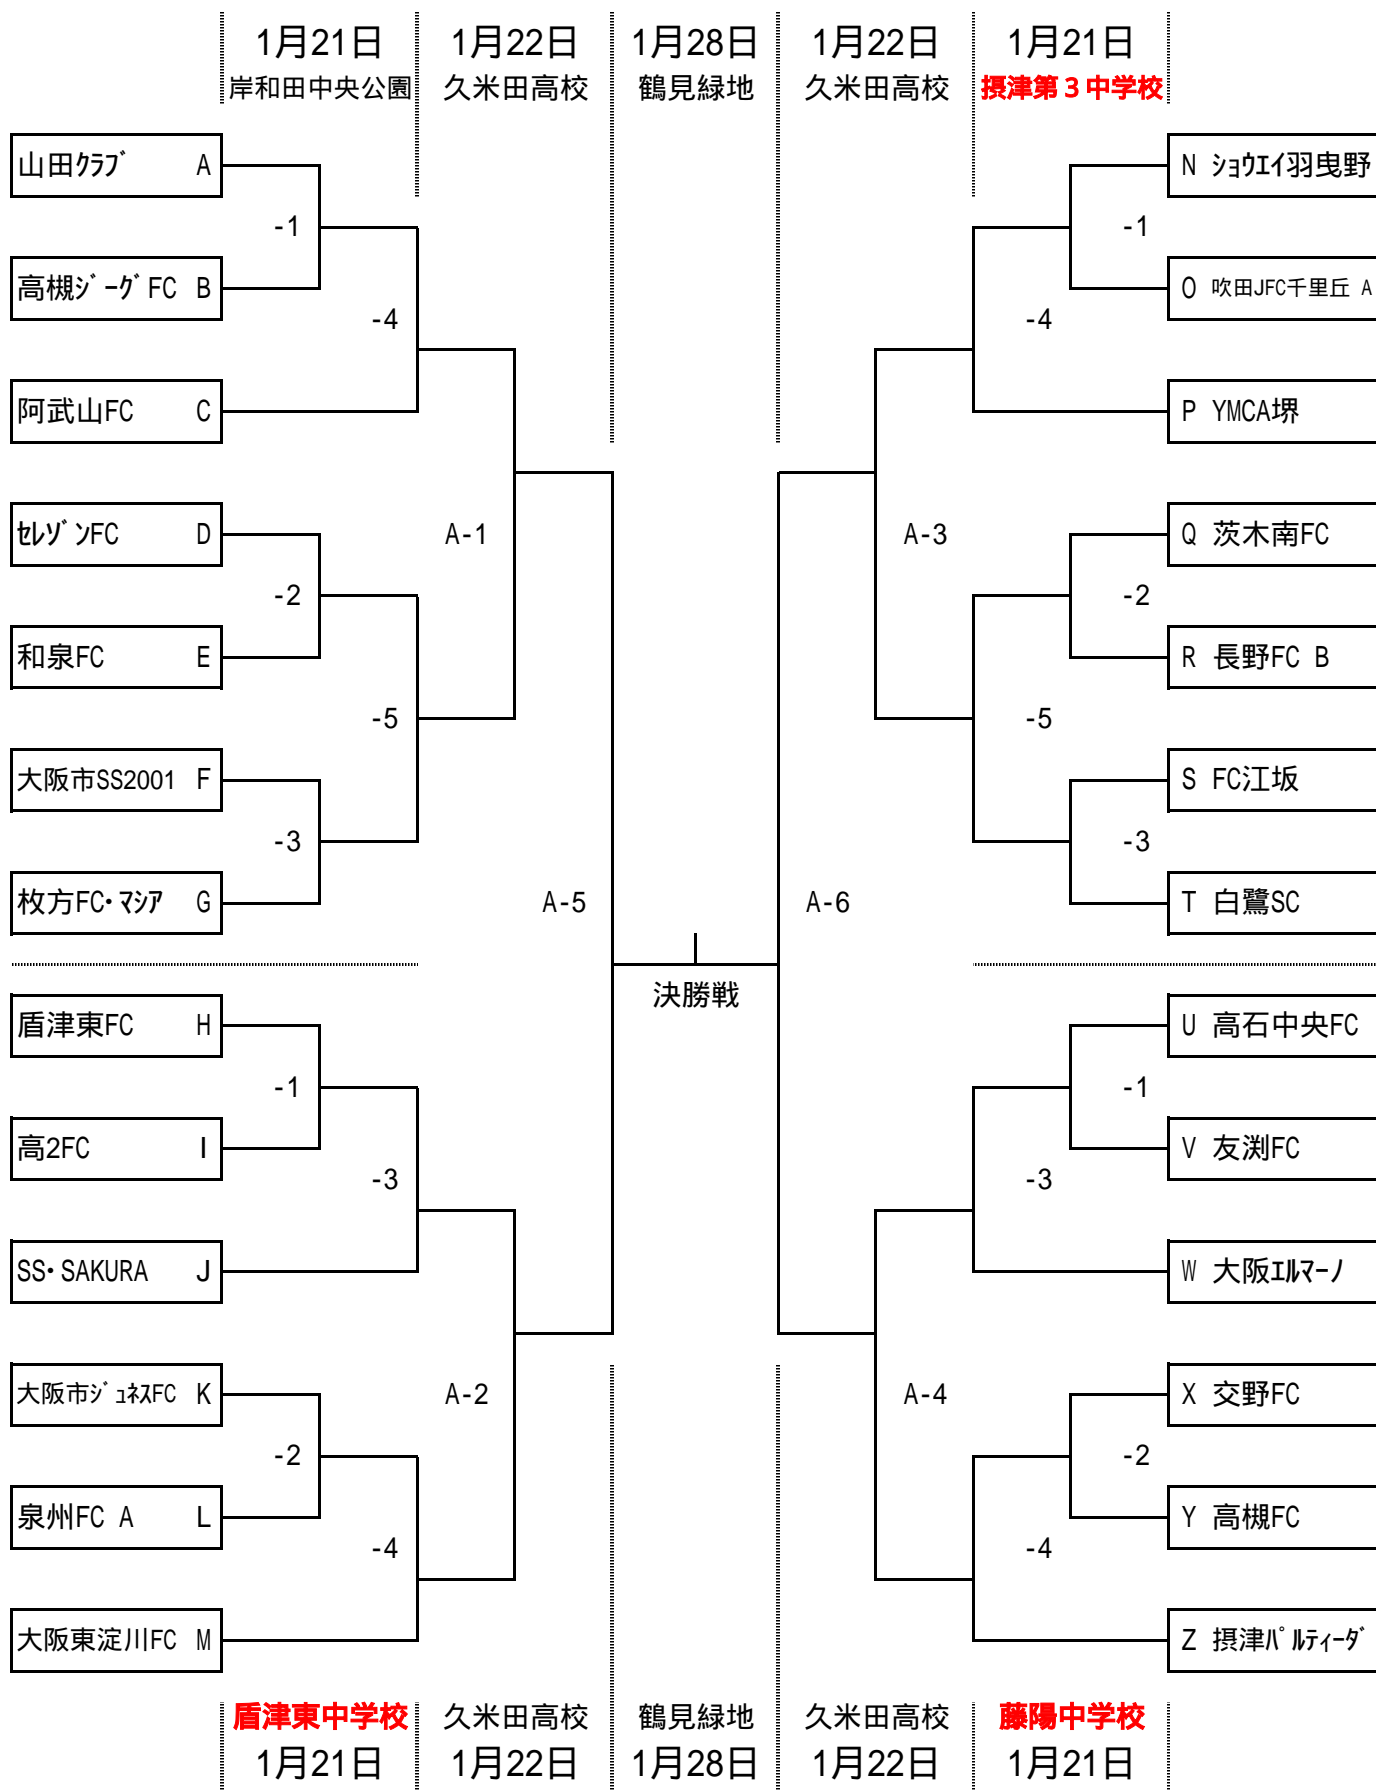 1月21日 1月22日 1月28日 1月22日 1月21日
岸和田中央公園 久米田高校 鶴見緑地 久米田高校 摂津第3中学校
山田ｸﾗﾌﾞ A
N ｼｮｳｴｲ羽曳野
-1
-1
高槻ｼﾞｰｸﾞFC B
O 吹田JFC千里丘 A
-4
-4
阿武山FC C
P YMCA堺
ｾﾚｿﾞﾝFC D
A-1
A-3
Q 茨木南FC
-2
-2
和泉FC E
R 長野FC B
-5
-5
大阪市SS2001 F
S FC江坂
-3
-3
枚方FC･ﾏｼｱ G
A-5
A-6
T 白鷺SC
決勝戦
盾津東FC H
U 高石中央FC
-1
-1
高2FC I
V 友渕FC
-3
-3
SS･SAKURA J
W 大阪ｴﾙﾏｰﾉ
大阪市ｼﾞｭﾈｽFC K
A-2
A-4
X 交野FC
-2
-2
泉州FC A L
Y 高槻FC
-4
-4
大阪東淀川FC M
Z 摂津ﾊﾟﾙﾃｨｰﾀﾞ
盾津東中学校 久米田高校 鶴見緑地 久米田高校 藤陽中学校
1月21日 1月22日 1月28日 1月22日 1月21日